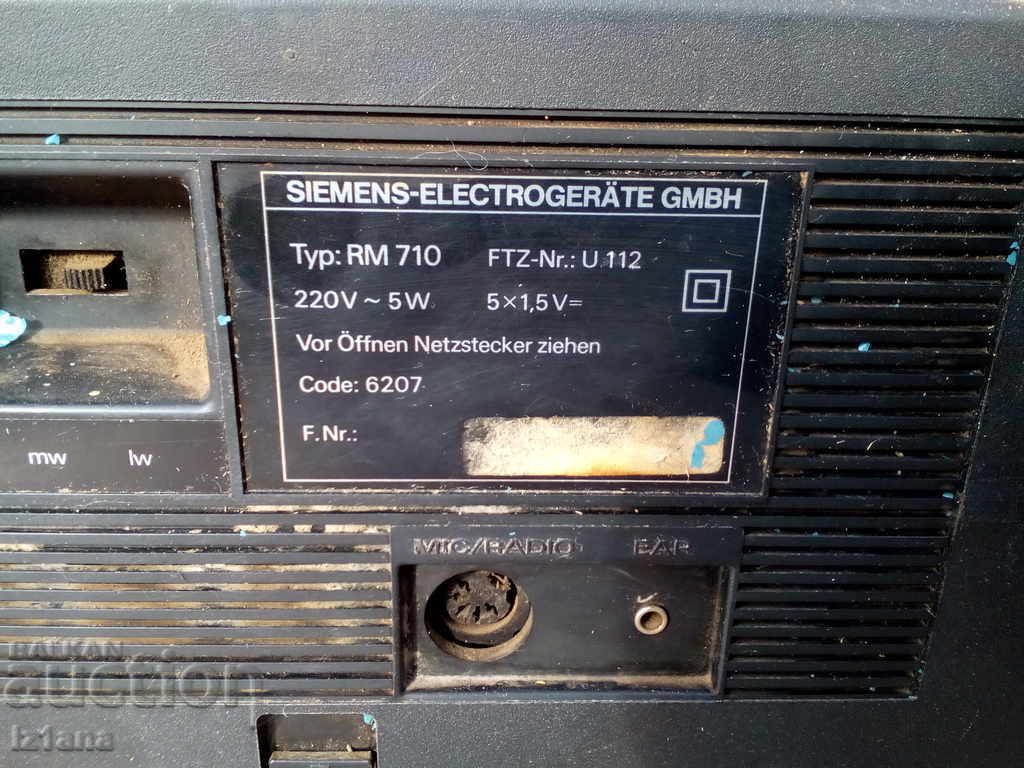 SIEMENS-ELECTROGERÄTE GMBH
Typ: RM 710 FTZ-Nr.: U 112
220V ~ 5W 5×1,5V=
Vor Öffnen Netzstecker ziehen
Code: 6207
F.Nr.:
mw lw
MIC/RADIO EAR
BALKAN
auction
iz1ana